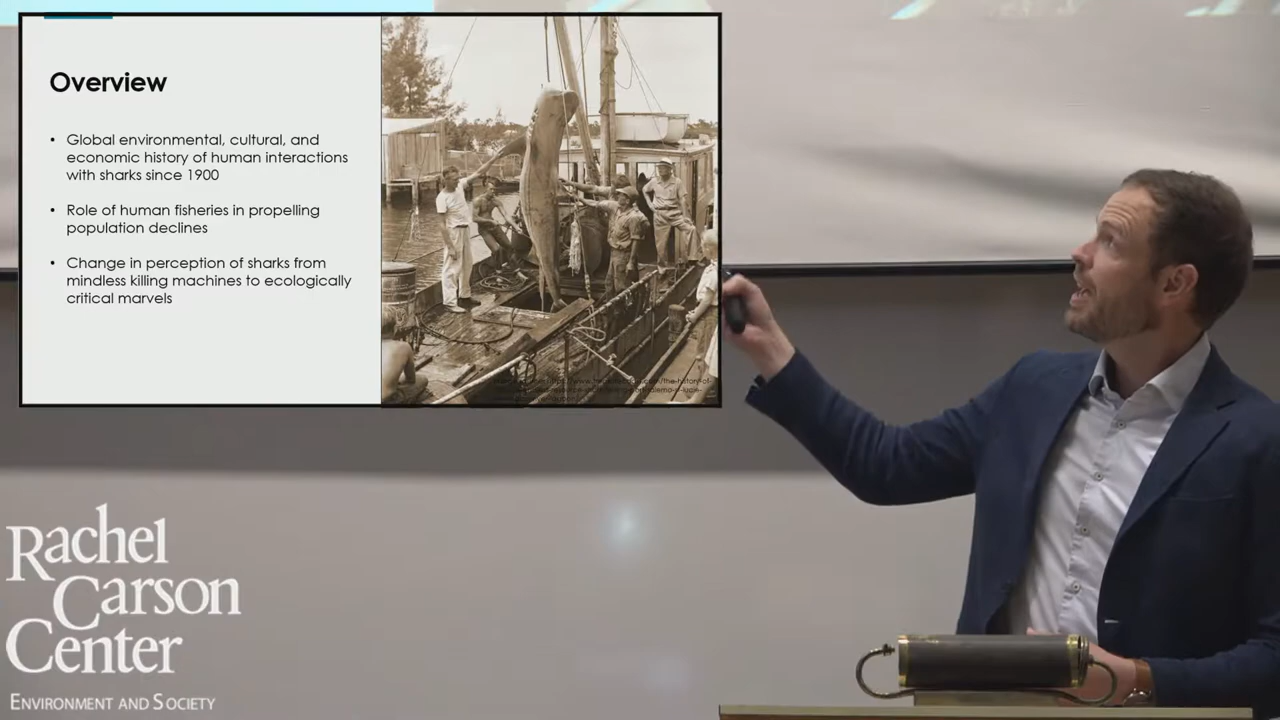 Overview
• Global environmental, cultural, and
economic history of human interactions
with sharks since 1900
• Role of human fisheries in propelling
population declines
• Change in perception of sharks from
mindless killing machines to ecologically
critical marvels
Rachel
Carson
Center
ENVIRONMENT AND SOCIETY